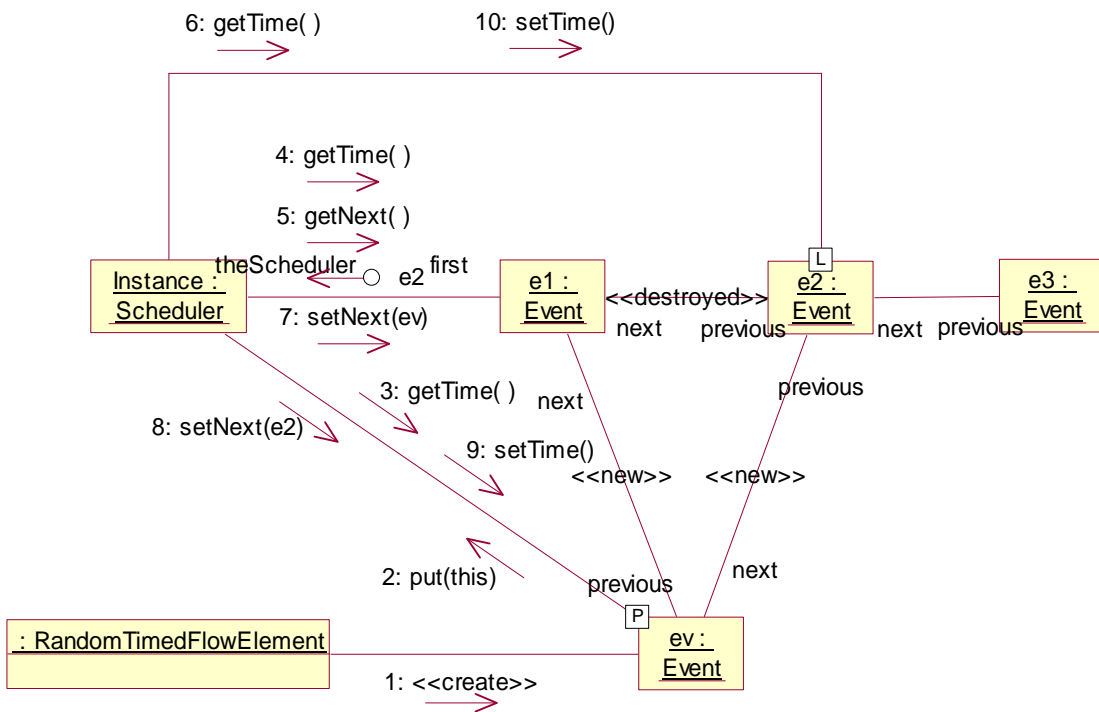 6: getTime( )
10: setTime()
4: getTime( )
5: getNext( )
L
theScheduler
e2
first
Instance :
Scheduler
e1 :
Event
<<destroyed>>
e2 :
Event
e3 :
Event
7: setNext(ev)
next
previous
next
previous
3: getTime( )
next
previous
8: setNext(e2)
9: setTime()
<<new>>
<<new>>
2: put(this)
previous
next
P
: RandomTimedFlowElement
ev :
Event
1: <<create>>